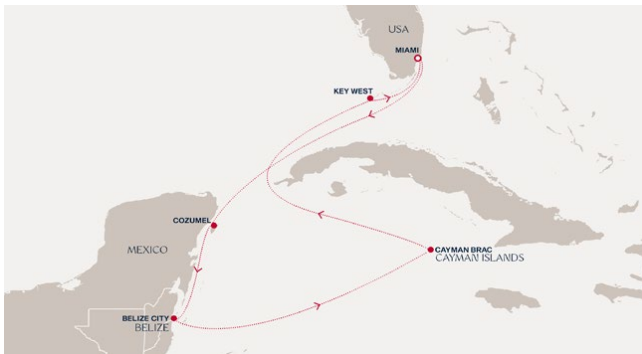 USA
MIAMI
KEY WEST
COZUMEL
MEXICO
CAYMAN BRAC
CAYMAN ISLANDS
BELIZE CITY
BELIZE